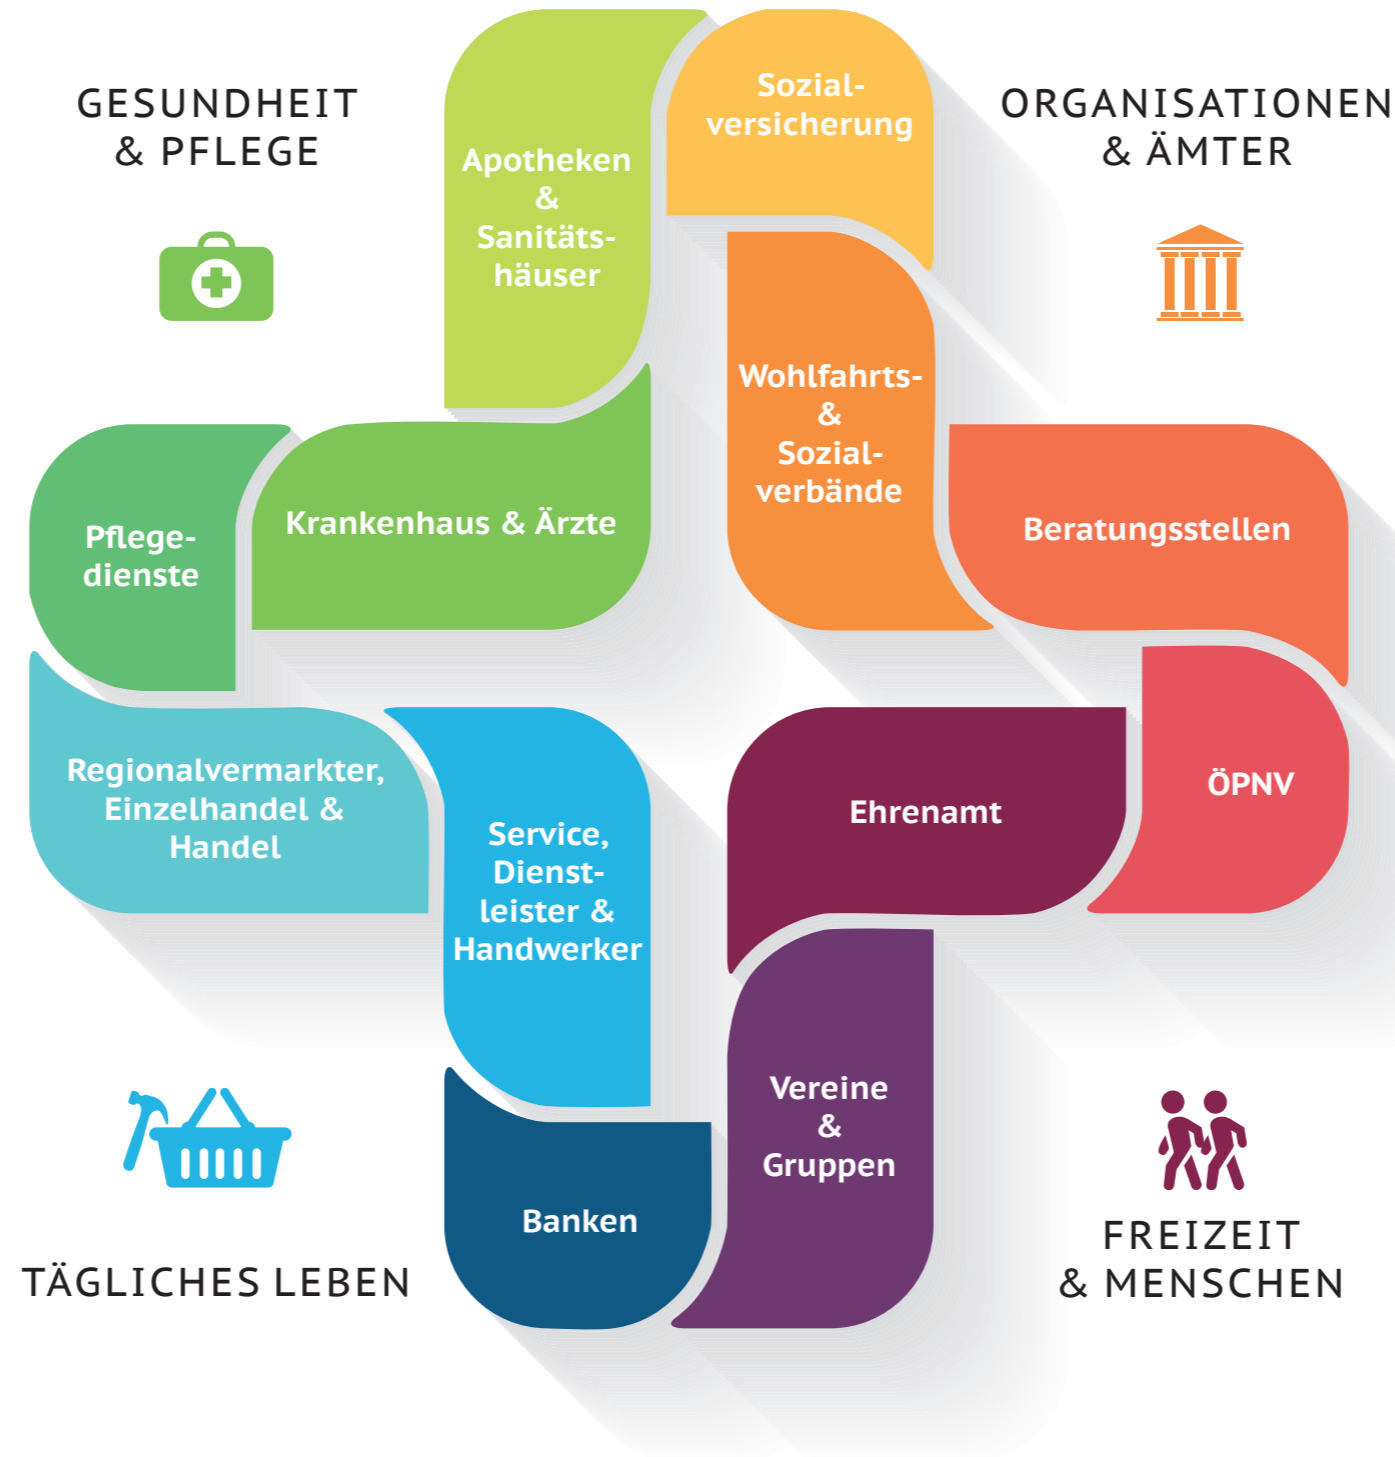 GESUNDHEIT
& PFLEGE
Apotheken
&
Sanitäts-
häuser
Krankenhaus & Ärzte
Pflege-
dienste
ORGANISATIONEN
& ÄMTER
Sozial-
versicherung
Wohlfahrts-
&
Sozial-
verbände
Beratungsstellen
Regionalvermarkter,
Einzelhandel &
Handel
Service,
Dienst-
leister &
Handwerker
Banken
TÄGLICHES LEBEN
ÖPNV
Ehrenamt
Vereine
&
Gruppen
FREIZEIT
& MENSCHEN